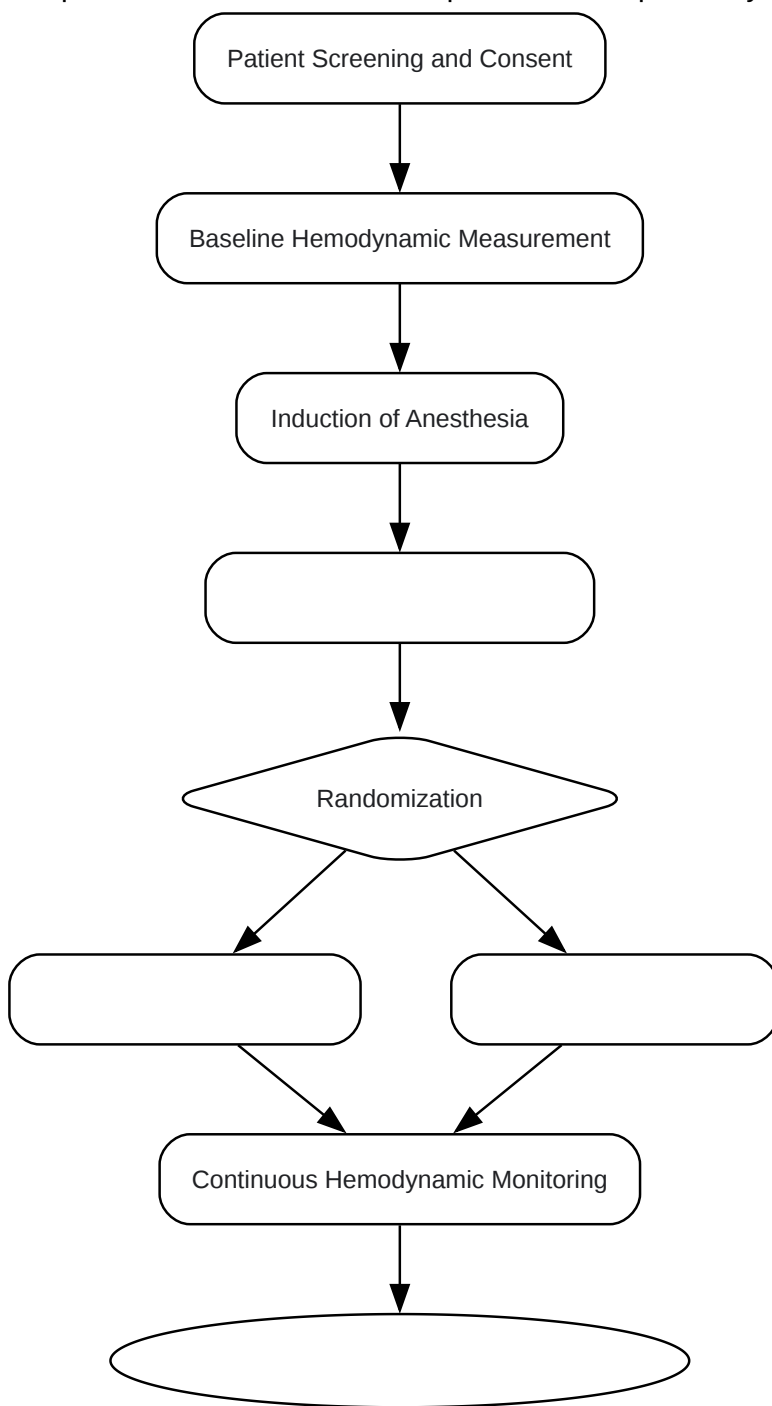 Patient Screening and Consent
Baseline Hemodynamic Measurement
Induction of Anesthesia
Randomization
Continuous Hemodynamic Monitoring